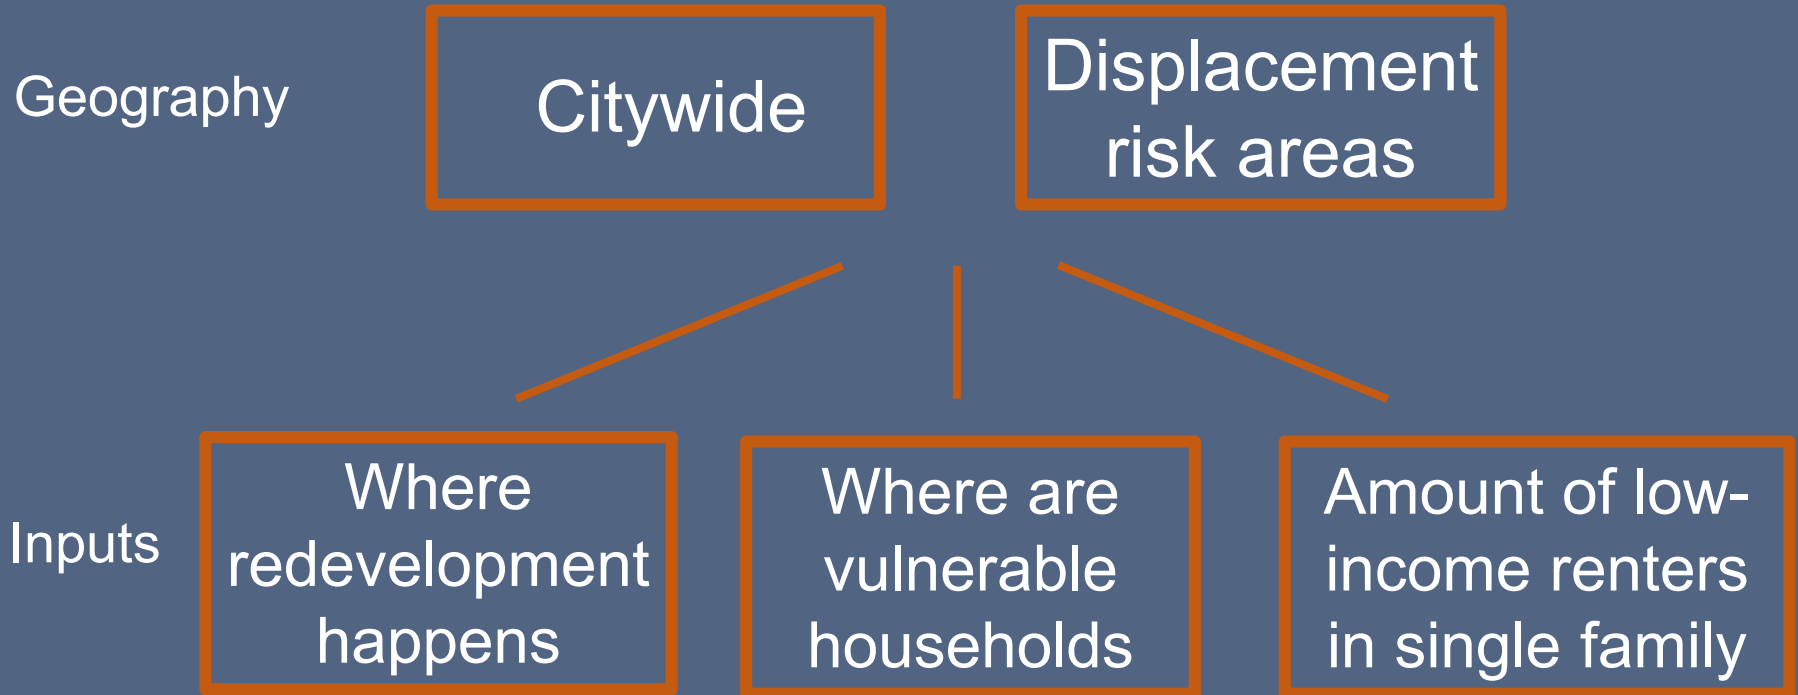 Geography
Citywide
Displacement
risk areas
Inputs
Where
redevelopment
happens
Where are
vulnerable
households
Amount of low-
income renters
in single family